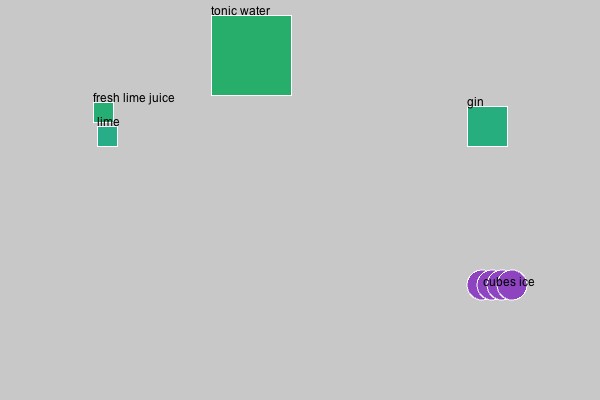 tonic water
fresh lime juice
gin
lime
cubes ice